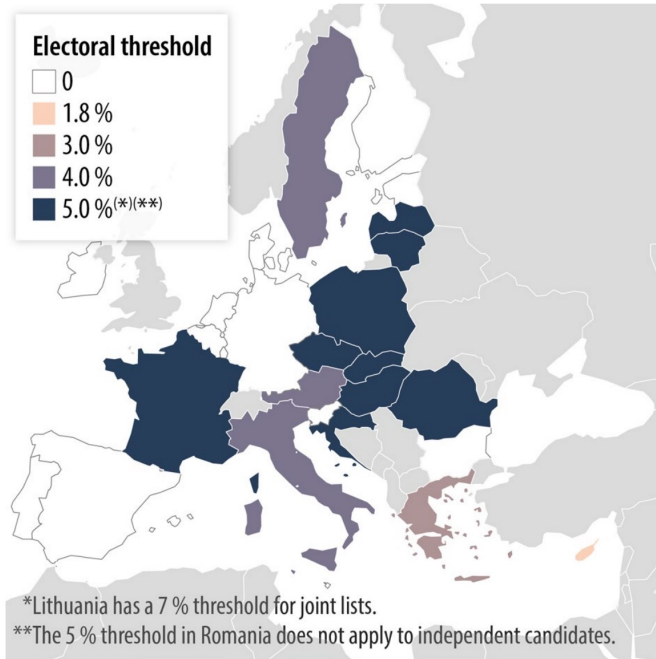 Electoral threshold
0
1.8 %
3.0 %
4.0 %
5.0 %(*)(**)
*Lithuania has a 7 % threshold for joint lists.
**The 5 % threshold in Romania does not apply to independent candidates.